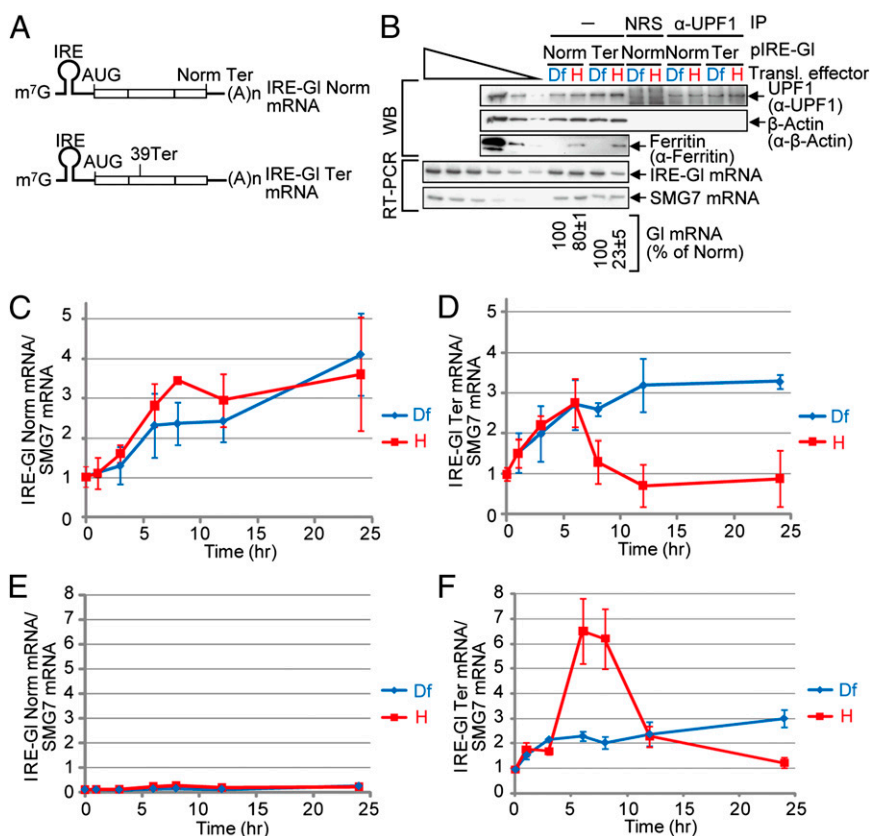 A
IRE
AUG
Norm Ter
m⁷G
(A)n
IRE-Gl Norm
mRNA
IRE
AUG
39Ter
m⁷G
(A)n
IRE-Gl Ter
mRNA
B
– NRS α-UPF1 IP
Norm Ter Norm Norm Ter pIRE-Gl
Df H Df H Df H Df H Df H Transl. effector
WB
UPF1
(α-UPF1)
β-Actin
(α-β-Actin)
Ferritin
(α-Ferritin)
RT-PCR
IRE-Gl mRNA
SMG7 mRNA
100 80±1 100 23±5
Gl mRNA
(% of Norm)
C
IRE-Gl Norm mRNA/
SMG7 mRNA
5
4
3
2
1
0
0 5 10 15 20 25
Time (hr)
Df
H
D
IRE-Gl Ter mRNA/
SMG7 mRNA
5
3
2
1
0
0 5 10 15 20 25
Time (hr)
Df
H
E
IRE-Gl Norm mRNA/
SMG7 mRNA
8
7
6
5
4
3
2
1
0
0 5 10 15 20 25
Time (hr)
Df
H
F
IRE-Gl Ter mRNA/
SMG7 mRNA
8
7
6
5
4
3
2
1
0
0 5 10 15 20 25
Time (hr)
Df
H